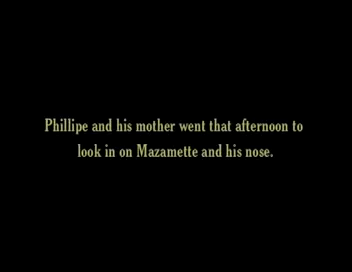 Phillipe and his mother went that afternoon to
look in on Mazamette and his nose.